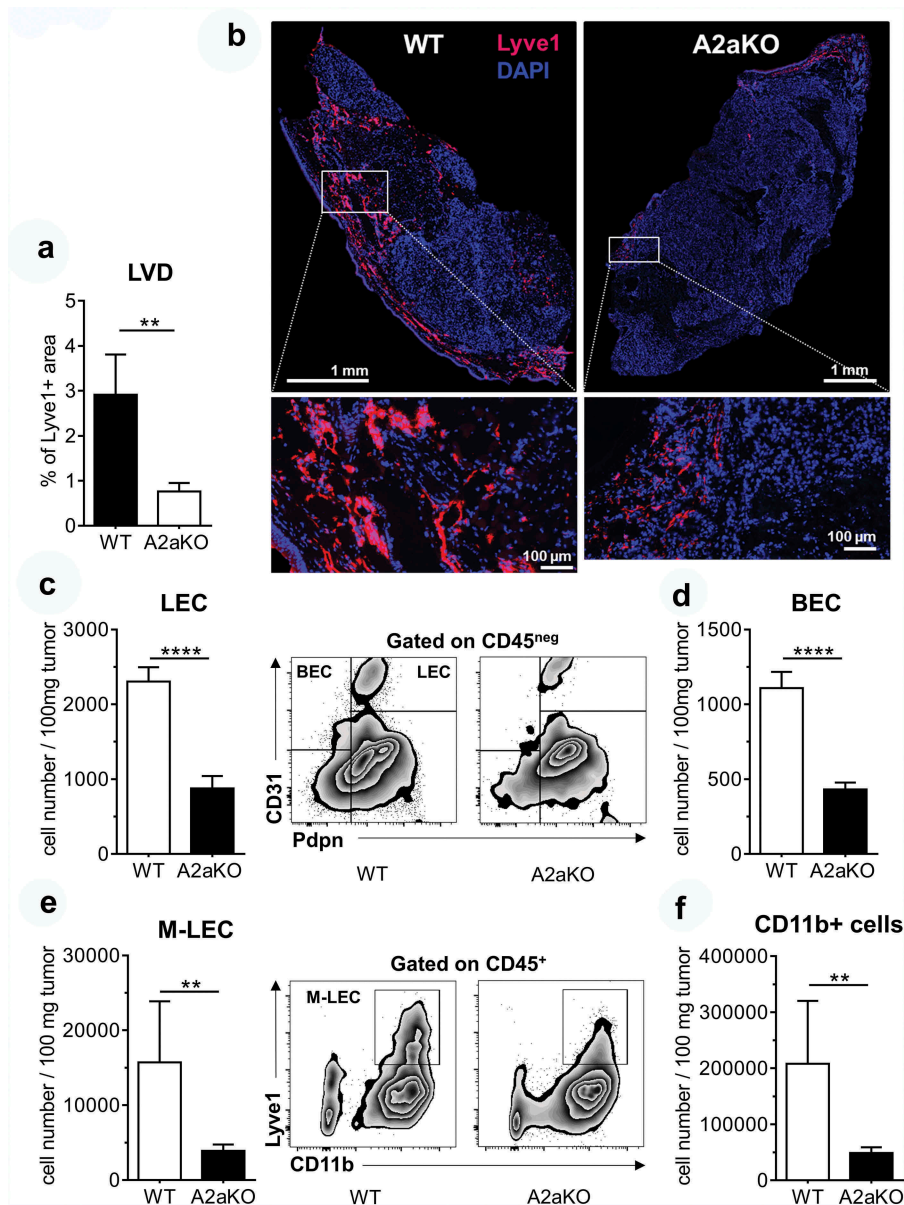 b
WT
Lyve1
DAPI
A2aKO
1 mm
1 mm
100 µm
100 µm
a
LVD
% of Lyve1+ area
5
4
3
2
1
0
**
WT
A2aKO
c
LEC
cell number / 100mg tumor
3000
2000
1000
0
****
WT A2aKO
Gated on CD45neg
BEC
LEC
CD31
Pdpn
WT
A2aKO
d
BEC
cell number / 100mg tumor
1500
1000
500
0
****
WT A2aKO
e
M-LEC
cell number / 100 mg tumor
30000
20000
10000
0
**
WT A2aKO
Gated on CD45+
M-LEC
Lyve1
CD11b
WT
A2aKO
f
CD11b+ cells
cell number / 100 mg tumor
400000
300000
200000
100000
0
**
WT A2aKO